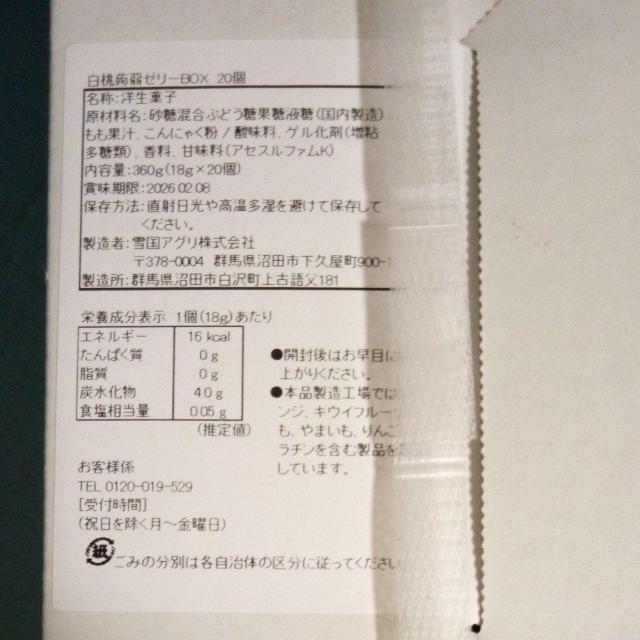 白桃蒟蒻ゼリーBOX 20個
名称:洋生菓子
原材料名:砂糖混合ぶどう糖果糖液糖(国内製造)
もも果汁、こんにゃく粉/酸味料、ゲル化剤(増粘
多糖類)、香料、甘味料(アセスルファムK)
内容量:360g(18g×20個)
賞味期限:2026 02.08
保存方法:直射日光や高温多湿を避けて保存して
ください。
製造者:雪国アグリ株式会社
〒378-0004 群馬県沼田市下久屋町900-1
製造所:群馬県沼田市白沢町上古語父181
栄養成分表示 1個(18g)あたり
エネルギー 16 kcal
たんぱく質 0g
脂質 0g
炭水化物 4.0g
食塩相当量 0.05g
(推定値)
●開封後はお早目に
上がりください。
●本品製造工場では
ンジ、キウイフルー
も、やまいも、りんご
ラチンを含む製品を
しています。
お客様係
TEL 0120-019-529
[受付時間]
(祝日を除く月～金曜日)
紙
ごみの分別は各自治体の区分に従ってください